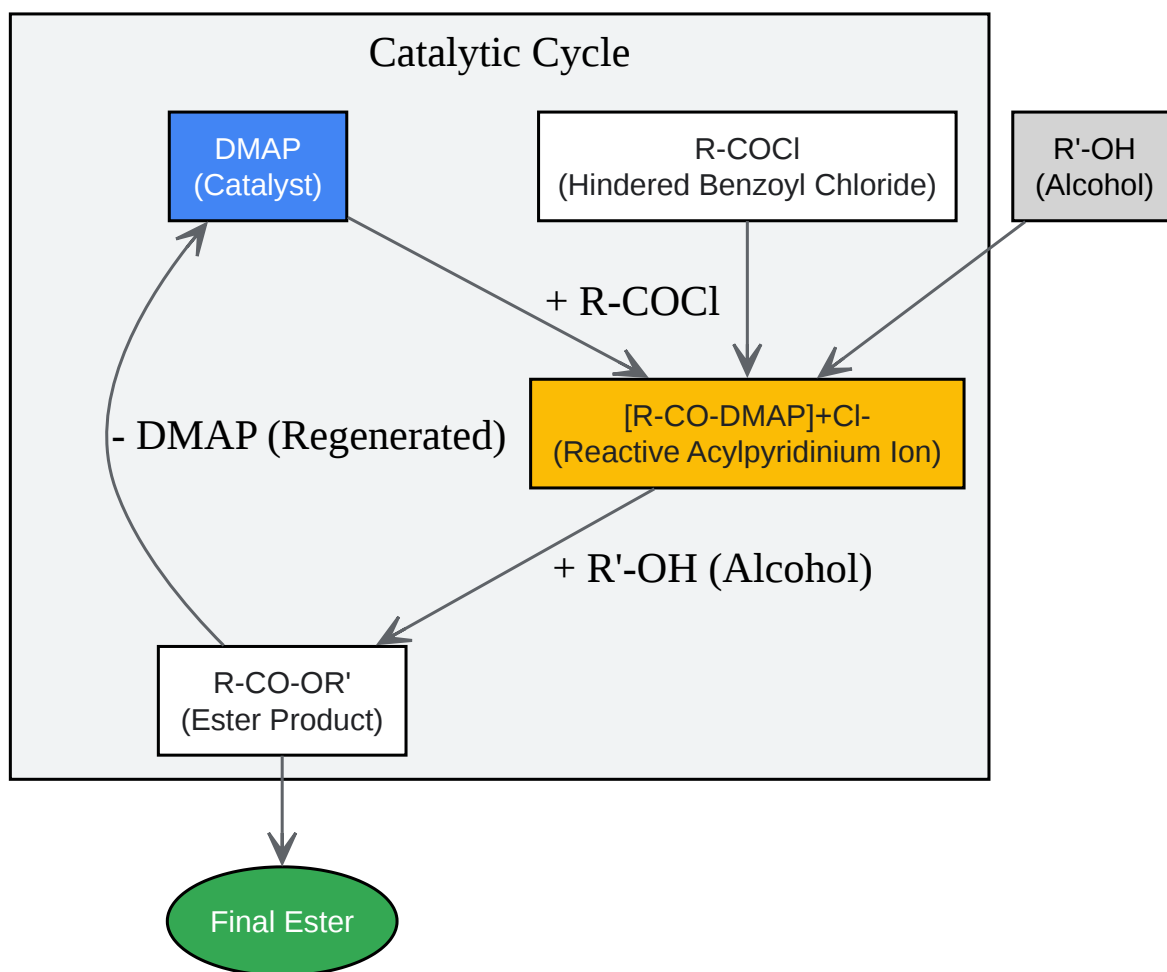 Catalytic Cycle
DMAP
(Catalyst)
R-COCl
(Hindered Benzoyl Chloride)
R'-OH
(Alcohol)
+ R-COCl
[R-CO-DMAP]+Cl-
(Reactive Acylpyridinium Ion)
- DMAP (Regenerated)
+ R'-OH (Alcohol)
R-CO-OR'
(Ester Product)
Final Ester